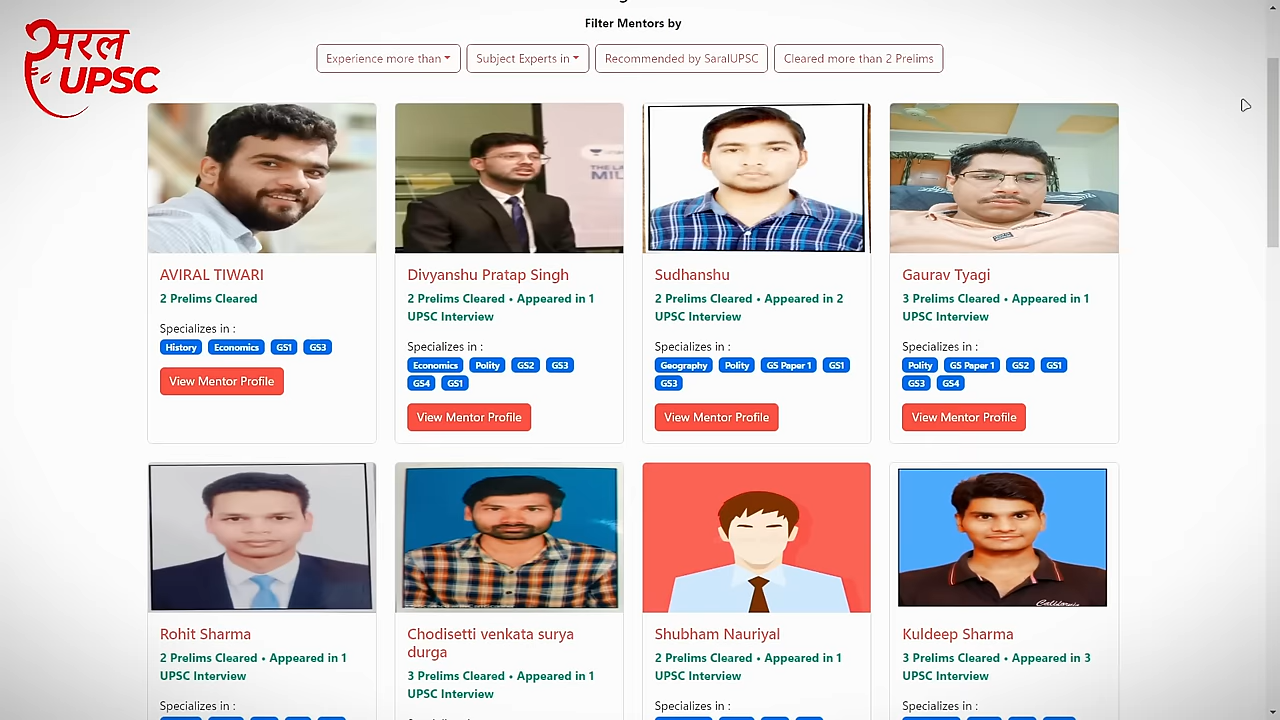 Filter Mentors by
सरल
UPSC
Experience more than
Subject Experts in
Recommended by SaralUPSC
Cleared more than 2 Prelims
THE LA
MIL
AVIRAL TIWARI
2 Prelims Cleared
Specializes in :
History Economics GS1 GS3
View Mentor Profile
Divyanshu Pratap Singh
2 Prelims Cleared • Appeared in 1
UPSC Interview
Specializes in :
Economics Polity GS2 GS3
GS4 GS1
View Mentor Profile
Sudhanshu
2 Prelims Cleared • Appeared in 2
UPSC Interview
Specializes in :
Geography Polity GS Paper 1 GS1
GS3
View Mentor Profile
Gaurav Tyagi
3 Prelims Cleared • Appeared in 1
UPSC Interview
Specializes in :
Polity GS Paper 1 GS2 GS1
GS3 GS4
View Mentor Profile
Rohit Sharma
2 Prelims Cleared • Appeared in 1
UPSC Interview
Specializes in :
Chodisetti venkata surya
durga
3 Prelims Cleared • Appeared in 1
UPSC Interview
Shubham Nauriyal
2 Prelims Cleared • Appeared in 1
UPSC Interview
Specializes in :
California
Kuldeep Sharma
3 Prelims Cleared • Appeared in 3
UPSC Interview
Specializes in :